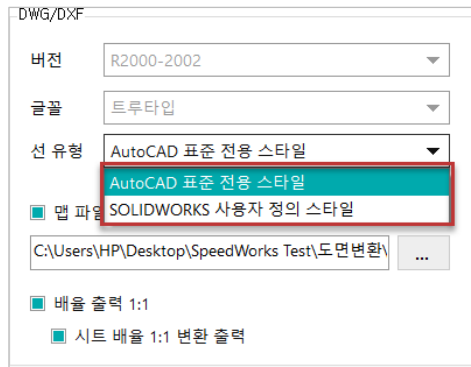 DWG/DXF
버전 R2000-2002
글꼴 트루타입
선 유형 AutoCAD 표준 전용 스타일
AutoCAD 표준 전용 스타일
SOLIDWORKS 사용자 정의 스타일
맵 파일
C:\Users\HP\Desktop\SpeedWorks Test\도면변환\ ...
배율 출력 1:1
시트 배율 1:1 변환 출력